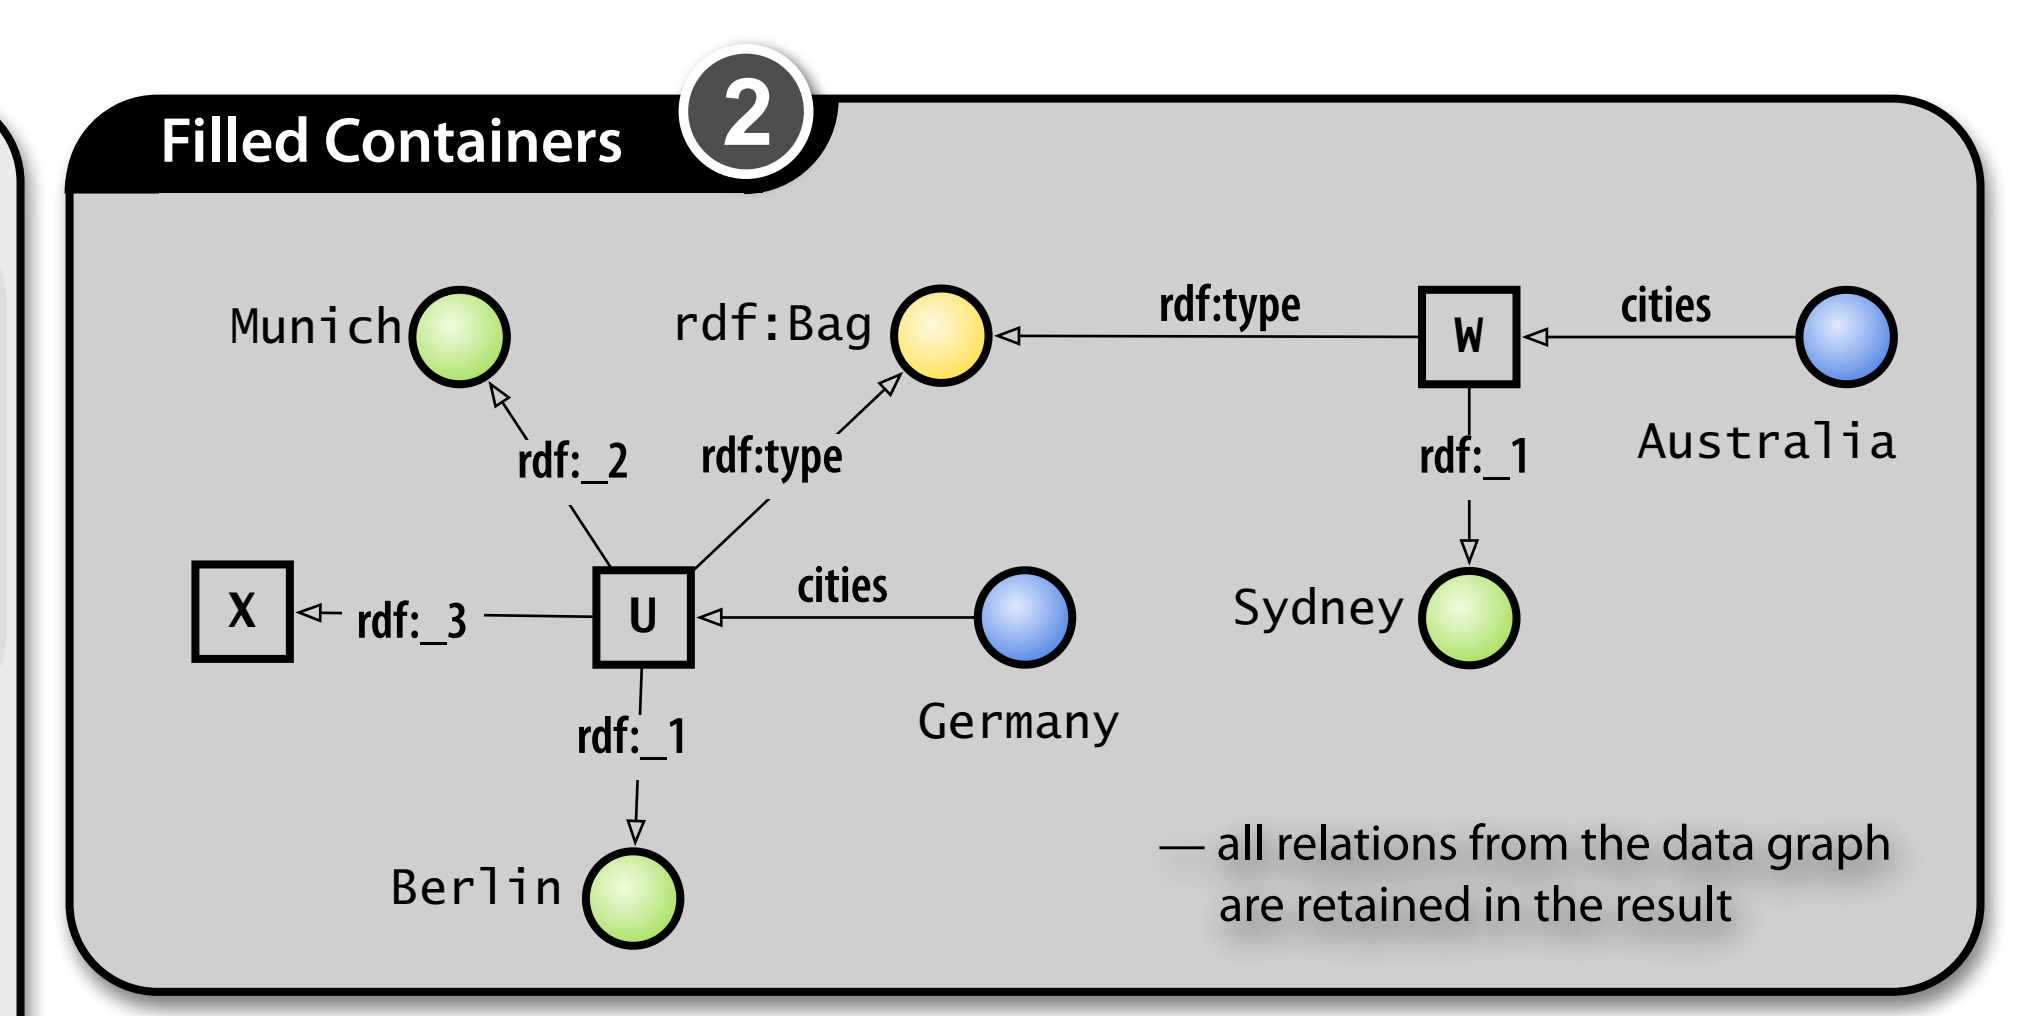 2
Filled Containers
rdf:type
cities
Munich
rdf:Bag
W
Australia
rdf:_2
rdf:type
rdf:_1
cities
X
rdf:_3
U
Sydney
Germany
rdf:_1
— all relations from the data graph
are retained in the result
Berlin